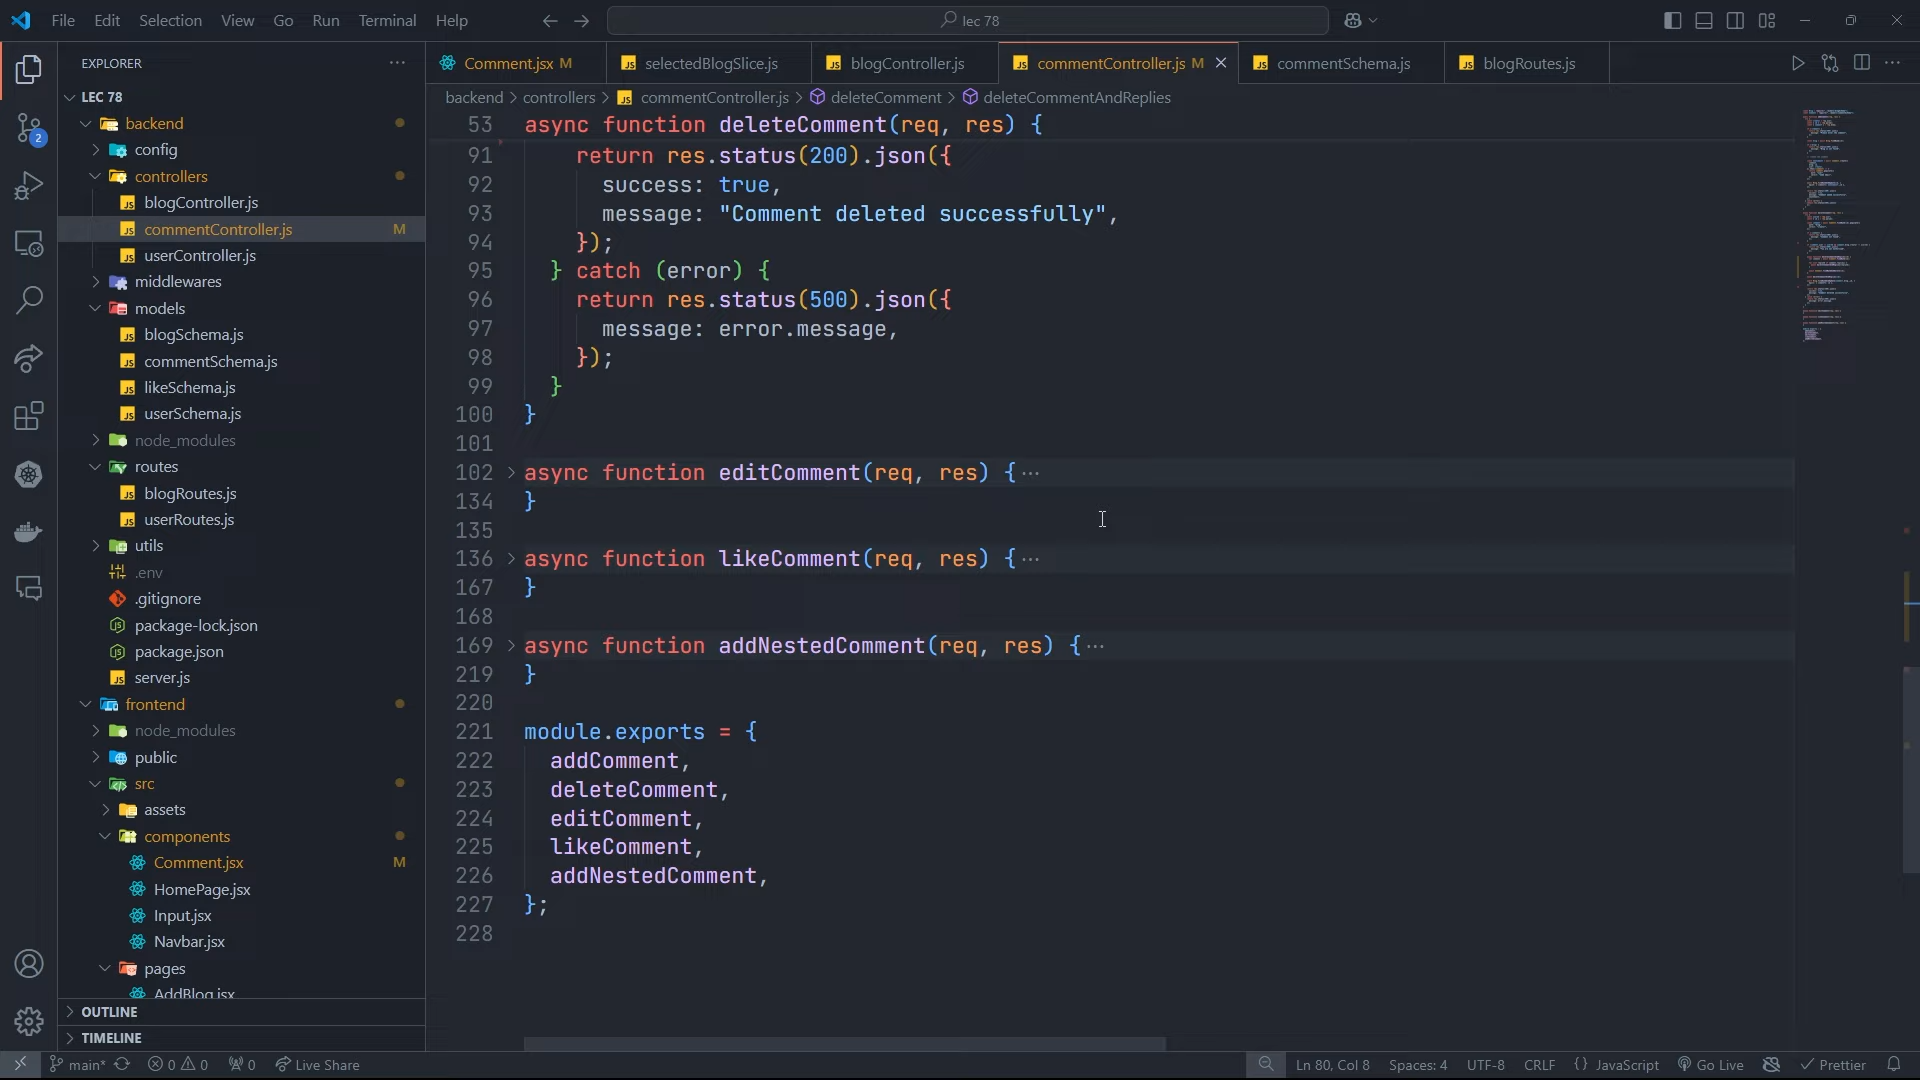 File Edit Selection View Go Run Terminal Help
lec 78
EXPLORER
LEC 78
backend
config
controllers
blogController.js
commentController.js M
userController.js
middlewares
models
blogSchema.js
commentSchema.js
likeSchema.js
userSchema.js
node_modules
routes
blogRoutes.js
userRoutes.js
utils
.env
.gitignore
package-lock.json
package.json
server.js
frontend
node_modules
public
src
assets
components
Comment.jsx M
HomePage.jsx
Input.jsx
Navbar.jsx
pages
AddBlog.jsx
OUTLINE
TIMELINE
2
Comment.jsx M
selectedBlogSlice.js
blogController.js
commentController.js M
commentSchema.js
blogRoutes.js
backend > controllers > commentController.js > deleteComment > deleteCommentAndReplies
53 async function deleteComment(req, res) {
91 return res.status(200).json({
92 success: true,
93 message: "Comment deleted successfully",
94 });
95 } catch (error) {
96 return res.status(500).json({
97 message: error.message,
98 });
99 }
100 }
101
102 async function editComment(req, res) {…
134 }
135
136 async function likeComment(req, res) {…
167 }
168
169 async function addNestedComment(req, res) {…
219 }
220
221 module.exports = {
222 addComment,
223 deleteComment,
224 editComment,
225 likeComment,
226 addNestedComment,
227 };
228
main* 0 0 0 Live Share
Ln 80, Col 8 Spaces: 4 UTF-8 CRLF {} JavaScript Go Live Prettier